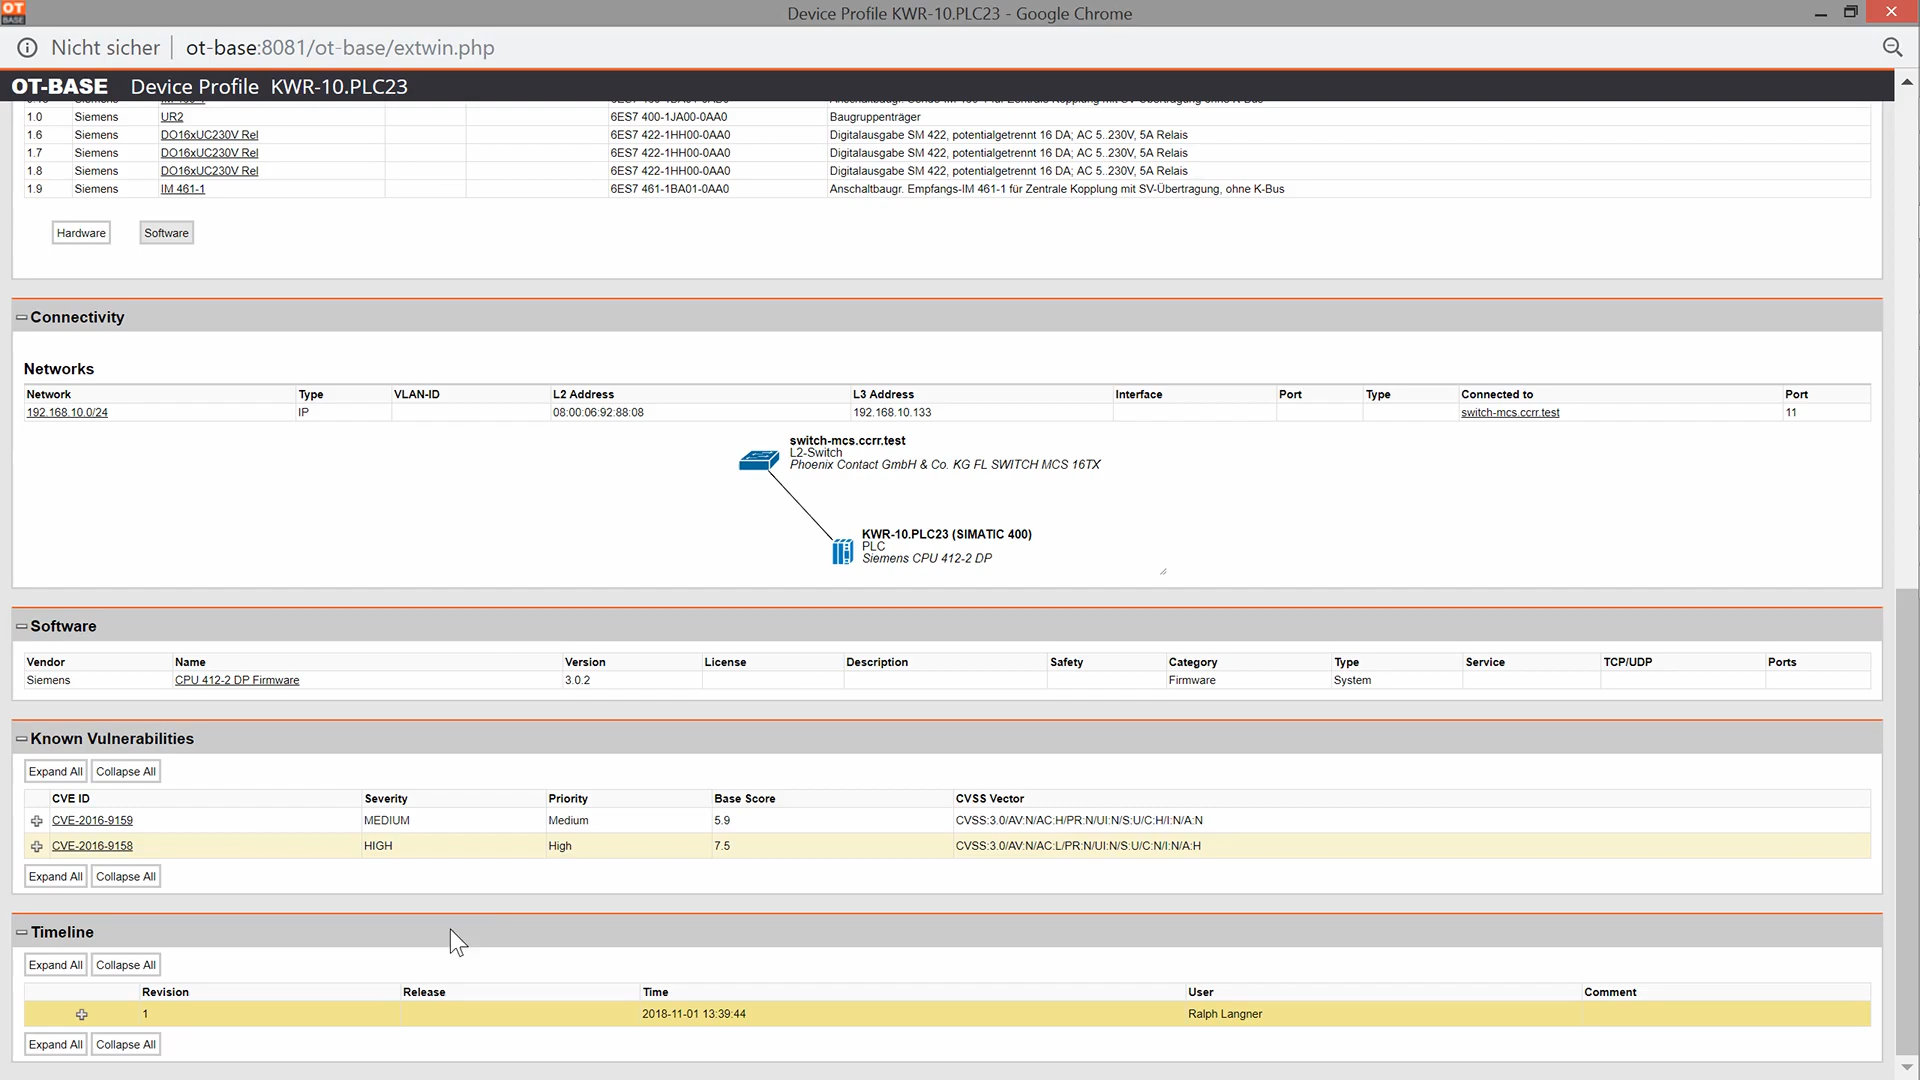 OT BASE
Device Profile KWR-10.PLC23 - Google Chrome
Nicht sicher | ot-base:8081/ot-base/extwin.php
OT-BASE Device Profile KWR-10.PLC23
1.0 Siemens UR2 6ES7 400-1JA00-0AA0 Baugruppenträger
1.6 Siemens DO16xUC230V Rel 6ES7 422-1HH00-0AA0 Digitalausgabe SM 422, potentialgetrennt 16 DA; AC 5..230V, 5A Relais
1.7 Siemens DO16xUC230V Rel 6ES7 422-1HH00-0AA0 Digitalausgabe SM 422, potentialgetrennt 16 DA; AC 5..230V, 5A Relais
1.8 Siemens DO16xUC230V Rel 6ES7 422-1HH00-0AA0 Digitalausgabe SM 422, potentialgetrennt 16 DA; AC 5..230V, 5A Relais
1.9 Siemens IM 461-1 6ES7 461-1BA01-0AA0 Anschaltbaugr. Empfangs-IM 461-1 für Zentrale Kopplung mit SV-Übertragung, ohne K-Bus
Hardware Software
Connectivity
Networks
Network Type VLAN-ID L2 Address L3 Address Interface Port Type Connected to Port
192.168.10.0/24 IP 08:00:06:92:88:08 192.168.10.133 switch-mcs.ccrr.test 11
switch-mcs.ccrr.test
L2-Switch
Phoenix Contact GmbH & Co. KG FL SWITCH MCS 16TX
KWR-10.PLC23 (SIMATIC 400)
PLC
Siemens CPU 412-2 DP
Software
Vendor Name Version License Description Safety Category Type Service TCP/UDP Ports
Siemens CPU 412-2 DP Firmware 3.0.2 Firmware System
Known Vulnerabilities
Expand All Collapse All
CVE ID Severity Priority Base Score CVSS Vector
CVE-2016-9159 MEDIUM Medium 5.9 CVSS:3.0/AV:N/AC:H/PR:N/UI:N/S:U/C:H/I:N/A:N
CVE-2016-9158 HIGH High 7.5 CVSS:3.0/AV:N/AC:L/PR:N/UI:N/S:U/C:N/I:N/A:H
Expand All Collapse All
Timeline
Expand All Collapse All
Revision Release Time User Comment
1 2018-11-01 13:39:44 Ralph Langner
Expand All Collapse All